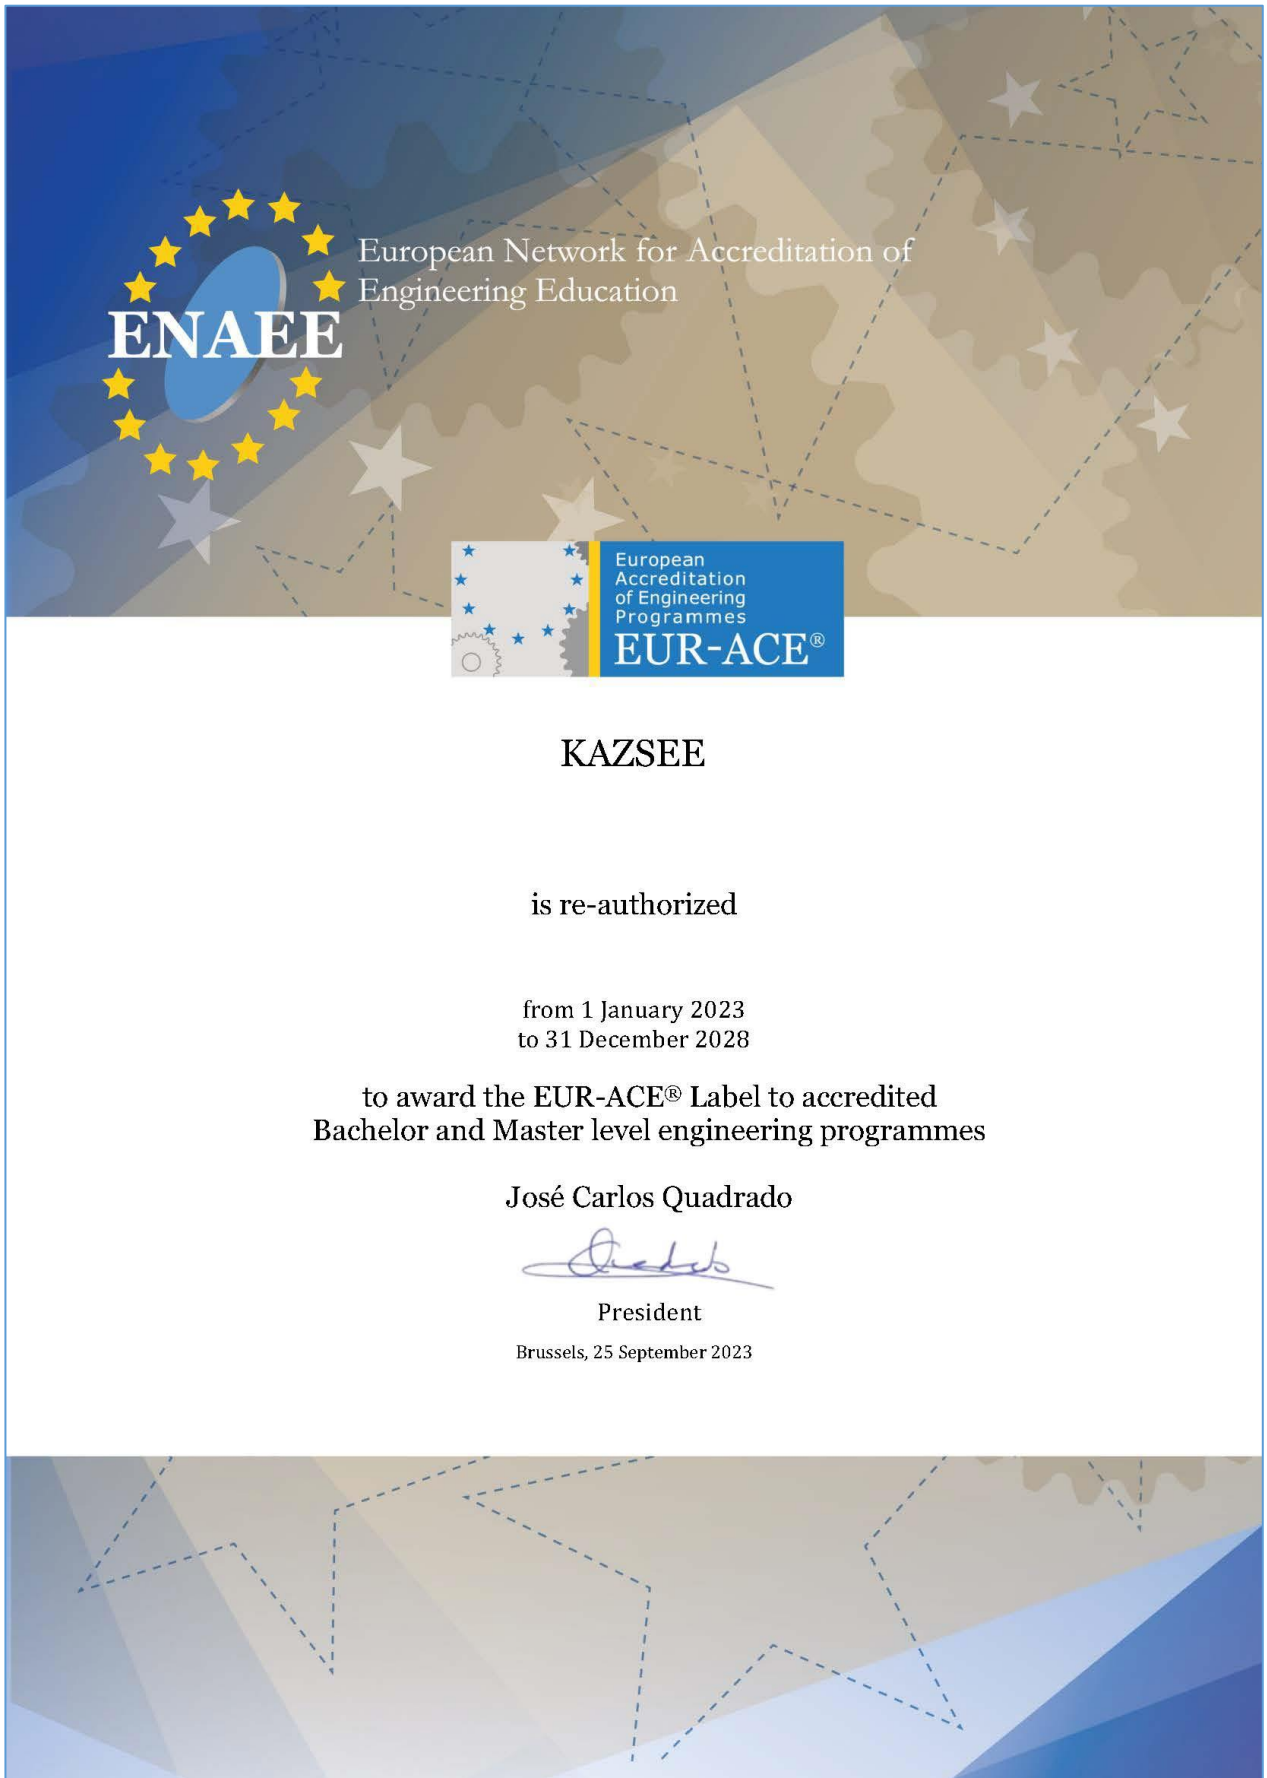 European Network for Accreditation of
Engineering Education
ENAEE
European
Accreditation
of Engineering
Programmes
EUR-ACE®
KAZSEE
is re-authorized
from 1 January 2023
to 31 December 2028
to award the EUR-ACE® Label to accredited
Bachelor and Master level engineering programmes
José Carlos Quadrado
President
Brussels, 25 September 2023